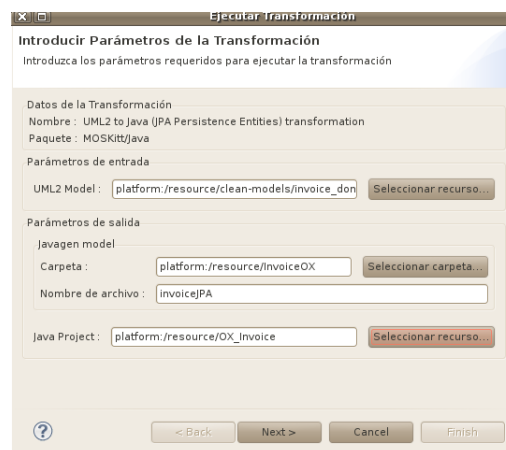 Ejecutar Transformación
Introducir Parámetros de la Transformación
Introduzca los parámetros requeridos para ejecutar la transformación
Datos de la Transformación
Nombre : UML2 to Java (JPA Persistence Entities) transformation
Paquete : MOSKitt/Java
Parámetros de entrada
UML2 Model : platform:/resource/clean-models/invoice_don Seleccionar recurso...
Parámetros de salida
Javagen model
Carpeta : platform:/resource/InvoiceOX Seleccionar carpeta...
Nombre de archivo : invoiceJPA
Java Project : platform:/resource/OX_Invoice Seleccionar recurso...
? < Back Next > Cancel Finish